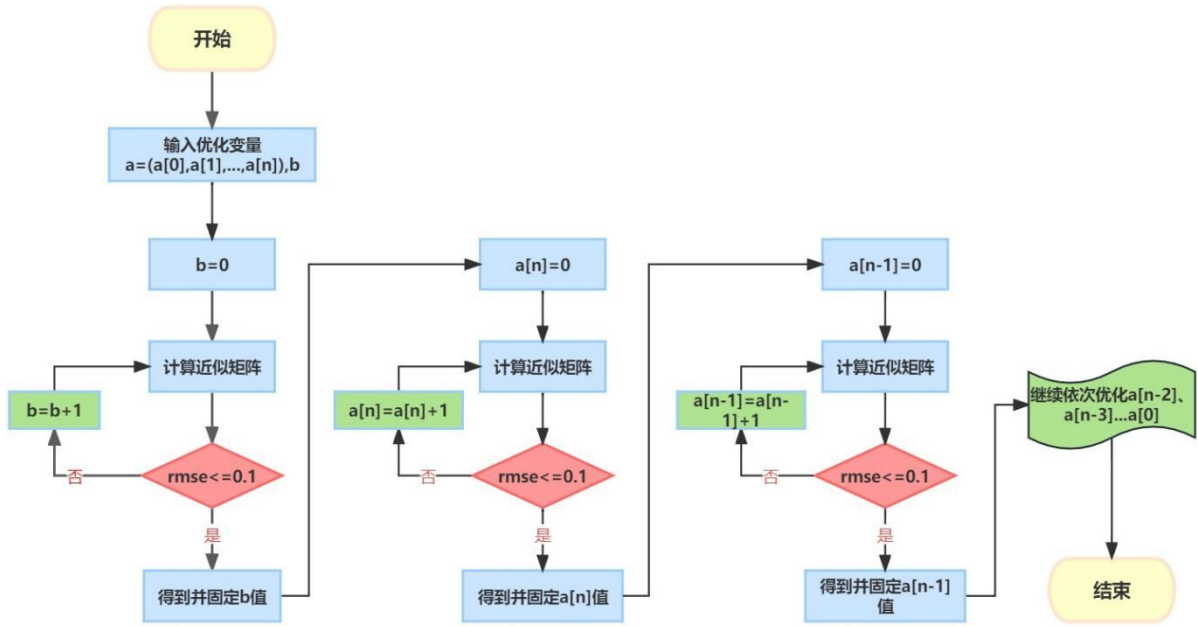 开始
输入优化变量
a=(a[0],a[1],...,a[n]),b
b=0
计算近似矩阵
b=b+1
rmse<=0.1
否
是
得到并固定b值
a[n]=0
计算近似矩阵
a[n]=a[n]+1
rmse<=0.1
否
是
得到并固定a[n]值
a[n-1]=0
计算近似矩阵
a[n-1]=a[n-
1]+1
rmse<=0.1
否
是
得到并固定a[n-1]
值
继续依次优化a[n-2]、
a[n-3]...a[0]
结束